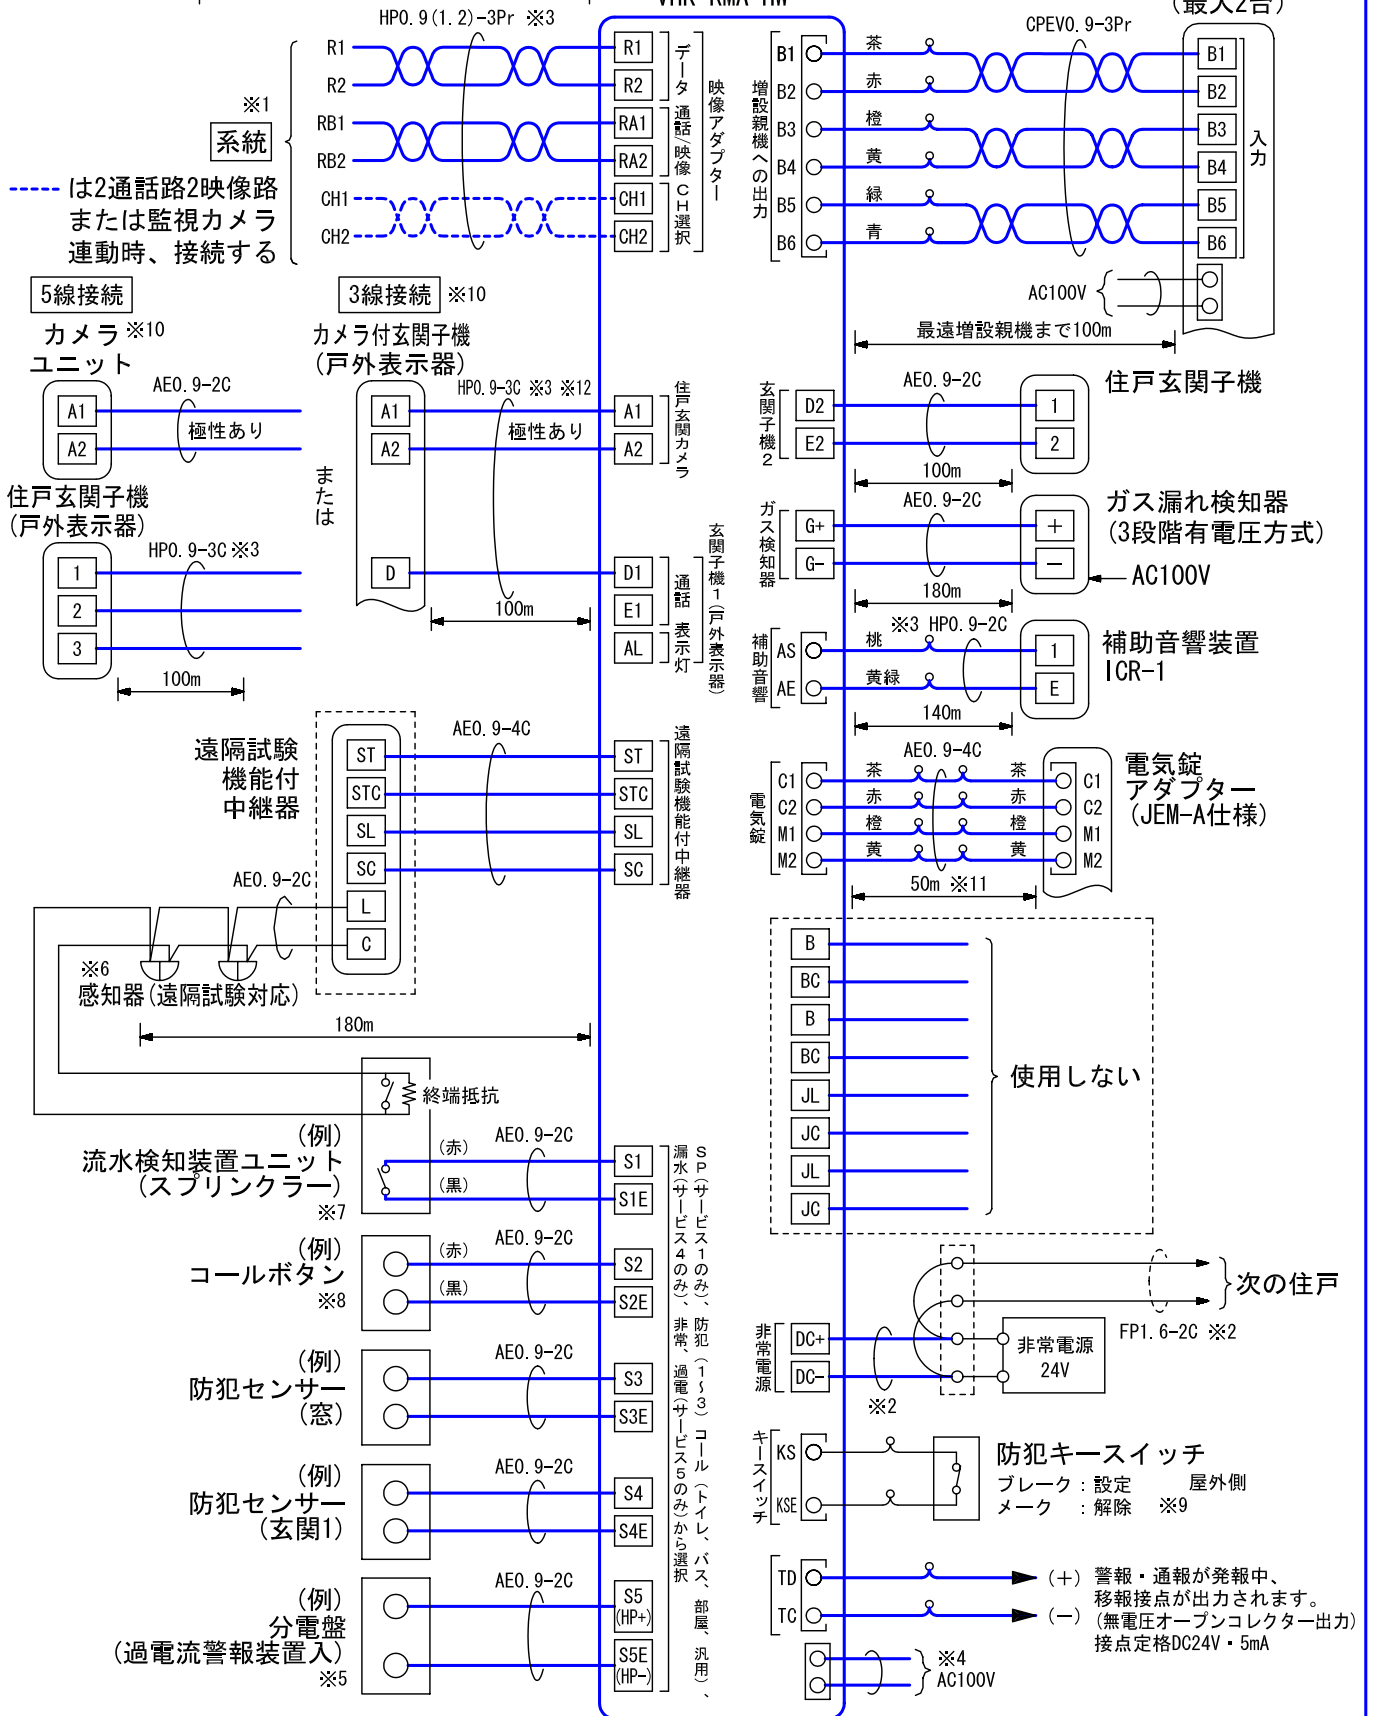 HP0.9(1.2)-3Pr ※3
※1
系統
R1
R2
RB1
RB2
CH1
CH2
は2通話路2映像路
または監視カメラ
連動時、接続する
R1
R2
RA1
RA2
CH1
CH2
データ
通話/映像
CH選択
映像アダプター
増設親機への出力
B1
B2
B3
B4
B5
B6
茶
赤
橙
黄
緑
青
CPEV0.9-3Pr
(最大2台)
B1
B2
B3
B4
B5
B6
入力
AC100V
最遠増設親機まで100m
5線接続
カメラ ※10
ユニット
A1
A2
AE0.9-2C
極性あり
住戸玄関子機
(戸外表示器)
1
2
3
HP0.9-3C ※3
100m
または
3線接続 ※10
カメラ付玄関子機
(戸外表示器)
A1
A2
D
HP0.9-3C ※3 ※12
極性あり
100m
A1
A2
住戸玄関カメラ
D1
E1
AL
通話
表示灯
玄関子機1(戸外表示器)
玄関子機2
D2
E2
AE0.9-2C
100m
1
2
住戸玄関子機
ガス検知器
G+
G-
AE0.9-2C
180m
+
−
ガス漏れ検知器
(3段階有電圧方式)
AC100V
補助音響
AS
AE
桃
黄緑
※3 HP0.9-2C
140m
1
E
補助音響装置
ICR-1
遠隔試験
機能付
中継器
ST
STC
SL
SC
L
C
AE0.9-4C
ST
STC
SL
SC
遠隔試験機能付中継器
AE0.9-2C
※6
感知器(遠隔試験対応)
180m
終端抵抗
電気錠
C1
C2
M1
M2
茶
赤
橙
黄
AE0.9-4C
茶
赤
橙
黄
C1
C2
M1
M2
50m ※11
電気錠
アダプター
(JEM-A仕様)
B
BC
B
BC
JL
JC
JL
JC
使用しない
(例)
流水検知装置ユニット
(スプリンクラー)
※7
(赤)
(黒)
AE0.9-2C
S1
S1E
(例)
コールボタン
※8
(赤)
(黒)
AE0.9-2C
S2
S2E
(例)
防犯センサー
(窓)
AE0.9-2C
S3
S3E
(例)
防犯センサー
(玄関1)
AE0.9-2C
S4
S4E
(例)
分電盤
(過電流警報装置入)
※5
AE0.9-2C
S5
(HP+)
S5E
(HP-)
SP(サービス1のみ)、防犯(1~3)コール(トイレ、バス、部屋、汎用)、
漏水(サービス4のみ)、非常、過電(サービス5のみ)から選択
非常電源
DC+
DC-
※2
非常電源
24V
次の住戸
FP1.6-2C ※2
キースイッチ
KS
KSE
防犯キースイッチ
ブレーク : 設定
メーク : 解除
屋外側
※9
TD
TC
(+)
(−)
警報・通報が発報中、
移報接点が出力されます。
(無電圧オープンコレクター出力)
接点定格DC24V・5mA
※4
AC100V